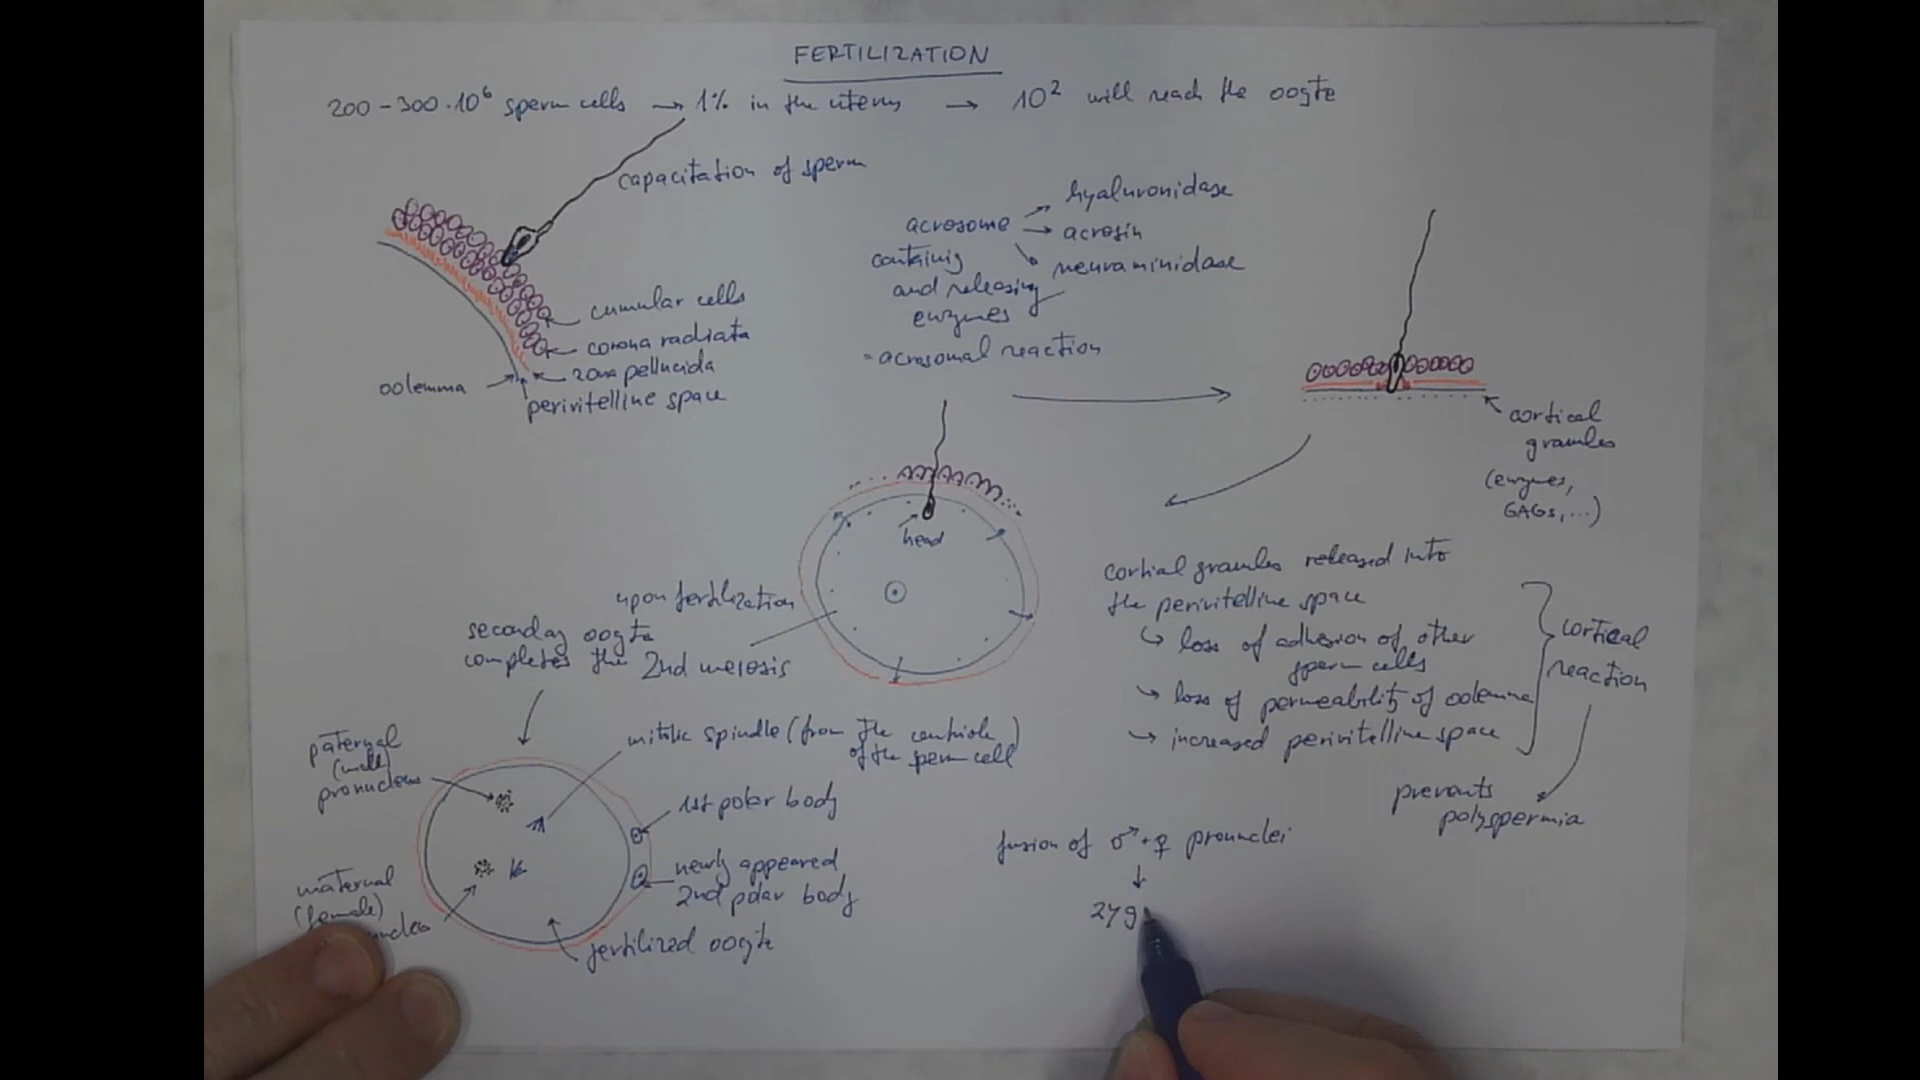 FERTILIZATION
200 - 300 · 10⁶ sperm cells → 1% in the uterus → 10² will reach the oocyte
capacitation of sperm
cumular cells
corona radiata
zona pellucida
perivitelline space
oolemma
acrosome → hyaluronidase
→ acrosin
→ neuraminidase
containing
and releasing
enzymes
= acrosomal reaction
cortical
granules
(enzymes,
GAGs, ...)
head
upon fertilization
secondary oocyte
completes the 2nd meiosis
cortical granules released into
the perivitelline space
↳ loss of adhesion of other
sperm cells
↳ loss of permeability of oolemma
↳ increased perivitelline space
cortical
reaction
prevents
polyspermia
paternal
(male)
pronucleus
maternal
(female)
mitotic spindle (from the centriole
of the sperm cell)
1st polar body
newly appeared
2nd polar body
fertilized oocyte
fusion of ♂ + ♀ pronuclei
↓
zyg